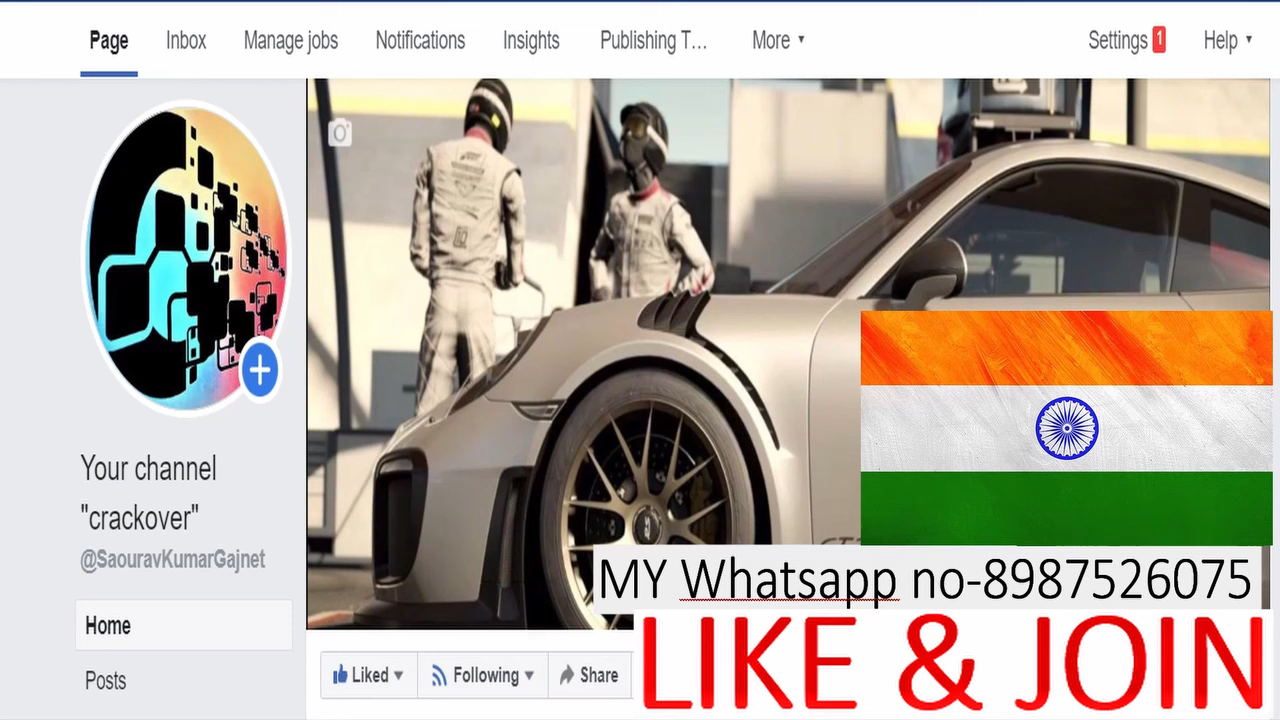 Page Inbox Manage jobs Notifications Insights Publishing T... More Settings 1 Help
Your channel
"crackover"
@SaouravKumarGajnet
Home
Posts
MY Whatsapp no-8987526075
Liked Following Share
LIKE & JOIN